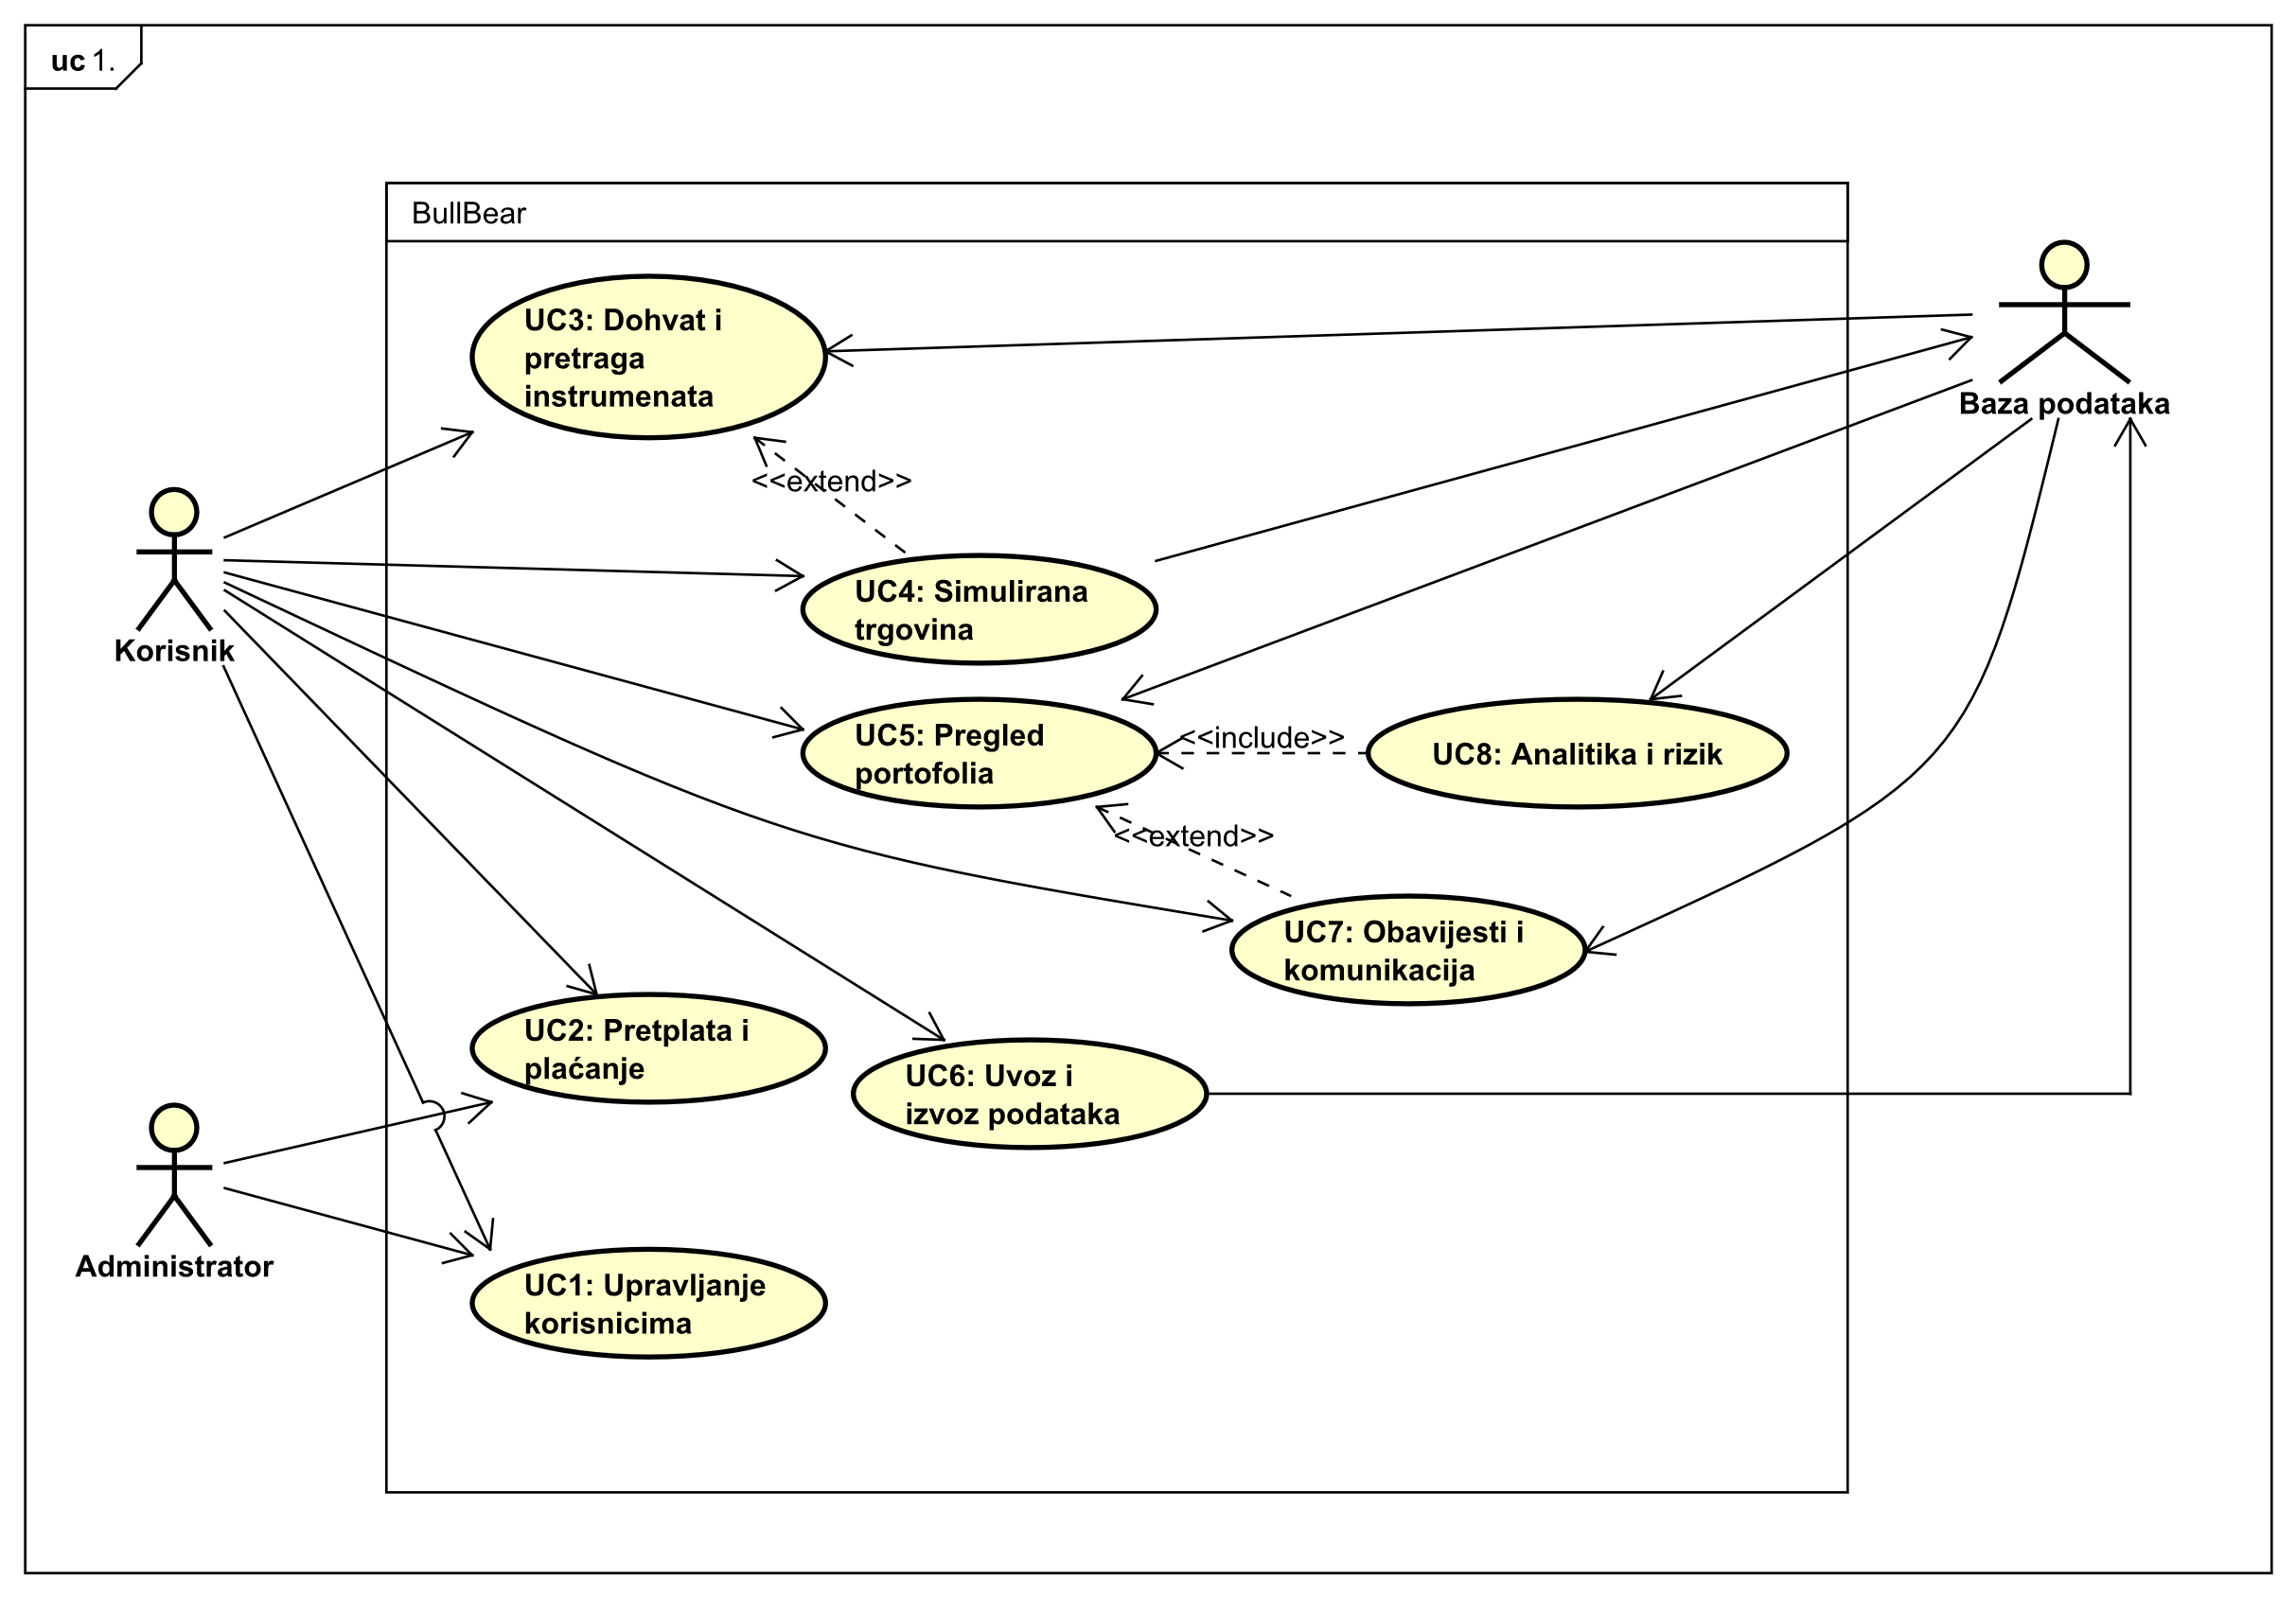 uc 1.
BullBear
UC3: Dohvat i
pretraga
instrumenata
Baza podataka
<<extend>>
UC4: Simulirana
trgovina
Korisnik
UC5: Pregled
portofolia
<<include>>
UC8: Analitika i rizik
<<extend>>
UC7: Obavijesti i
komunikacija
UC2: Pretplata i
plaćanje
UC6: Uvoz i
izvoz podataka
Administrator
UC1: Upravljanje
korisnicima